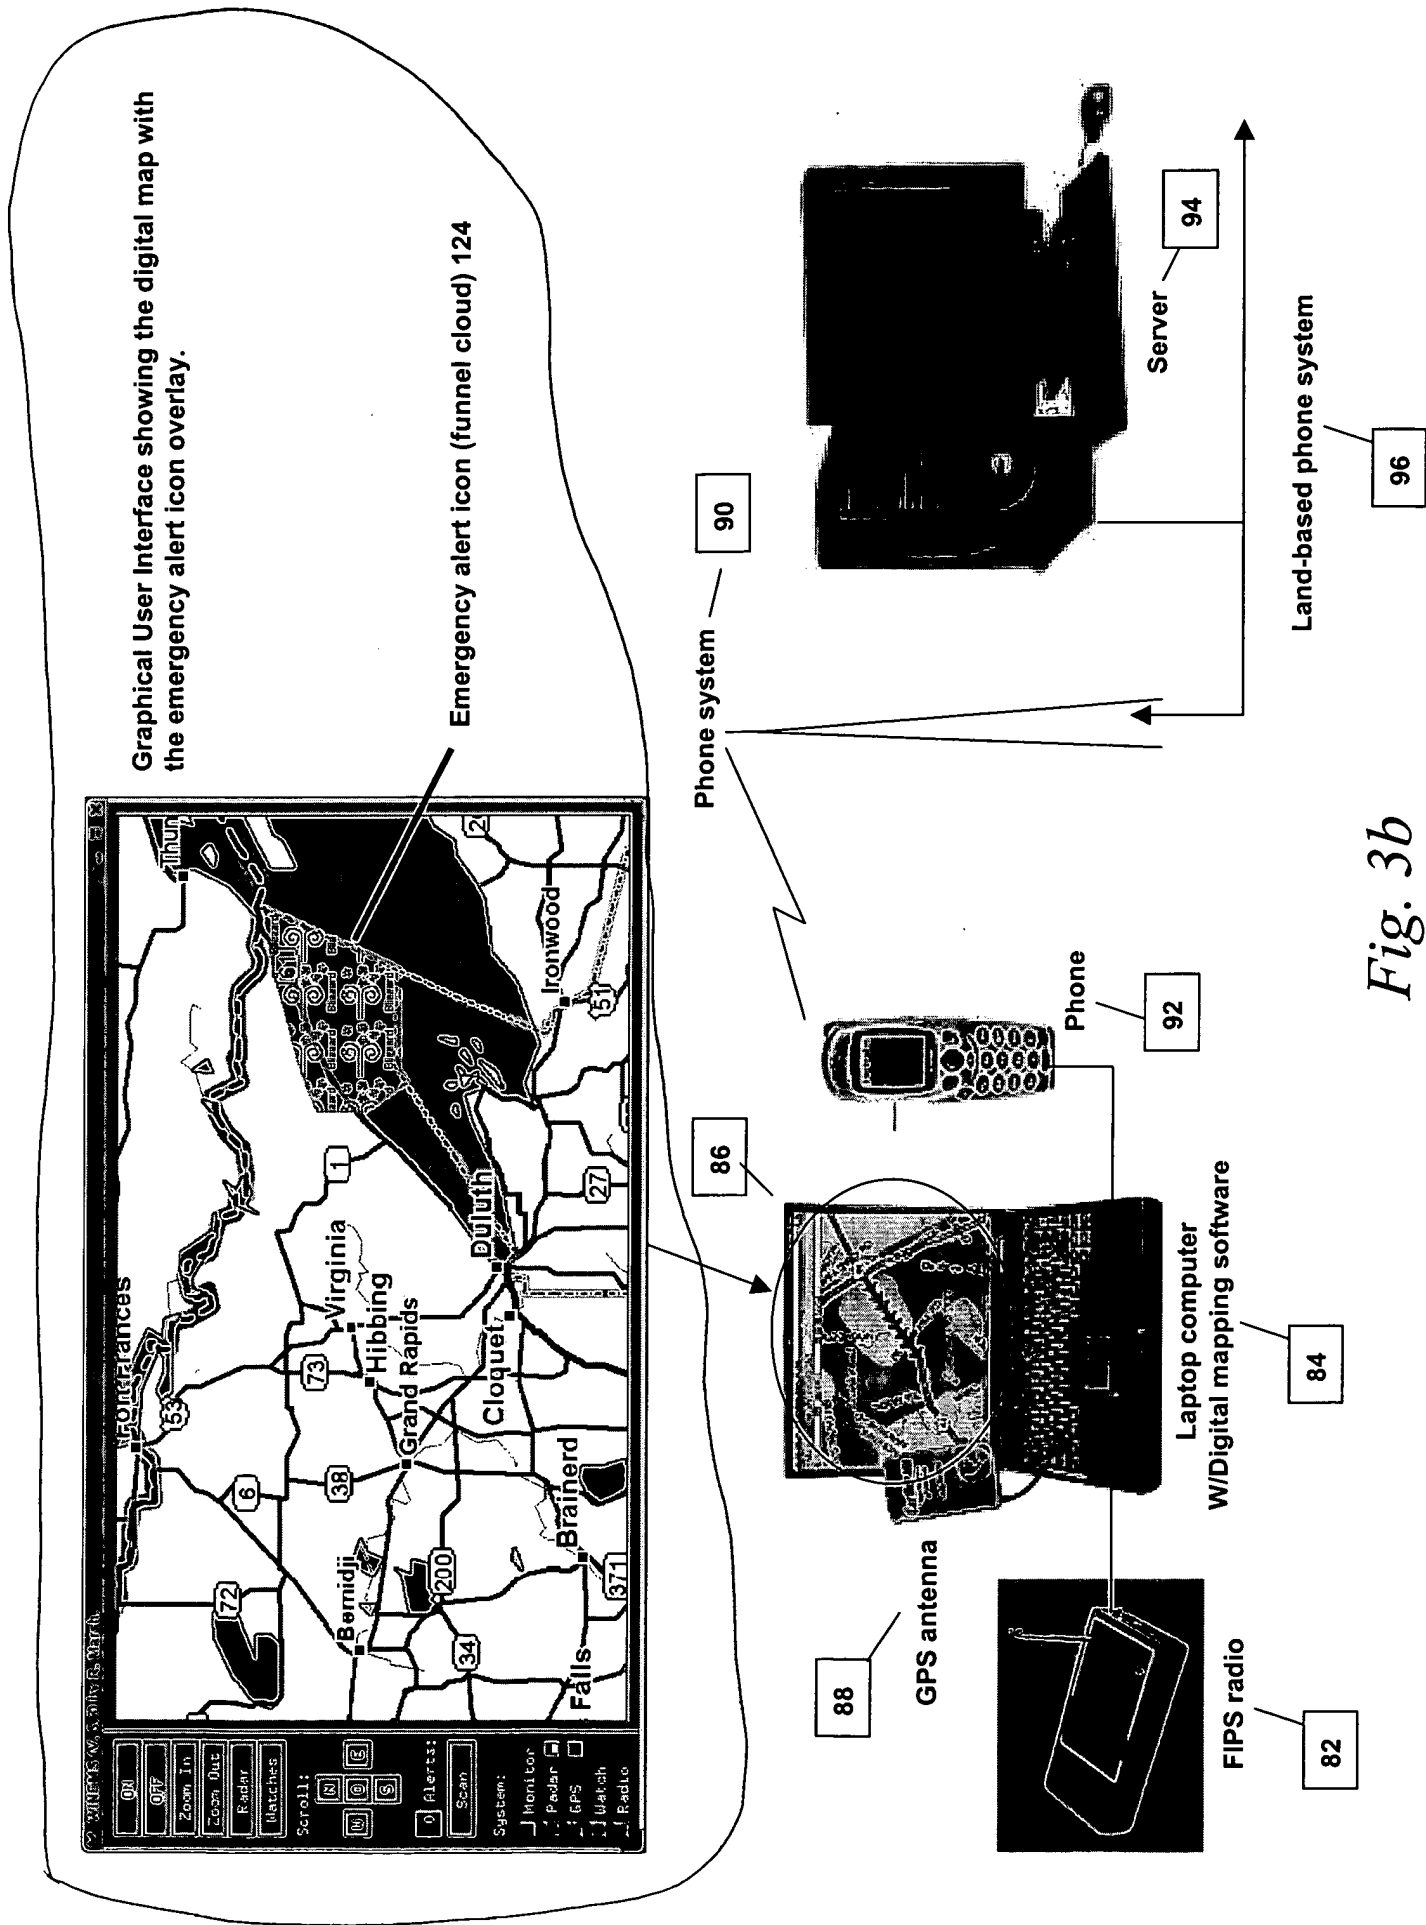 Graphical User Interface showing the digital map with
the emergency alert icon overlay.
Emergency alert icon (funnel cloud) 124
ON
OFF
Zoom In
Zoom Out
Radar
Watches
Scroll:
N
W O E
S
0 Alerts:
Scan
System:
Monitor
Radar
GPS
Watch
Radio
Fort Frances
Thun
53
72
6
1
73
38
Virginia
Hibbing
Bemidji
Grand Rapids
200
34
Duluth
Cloquet
Ironwood
51
27
Brainerd
371
Falls
Phone system
90
86
Phone
92
Server
94
Land-based phone system
96
88
GPS antenna
Laptop computer
W/Digital mapping software
84
FIPS radio
82
Fig. 3b